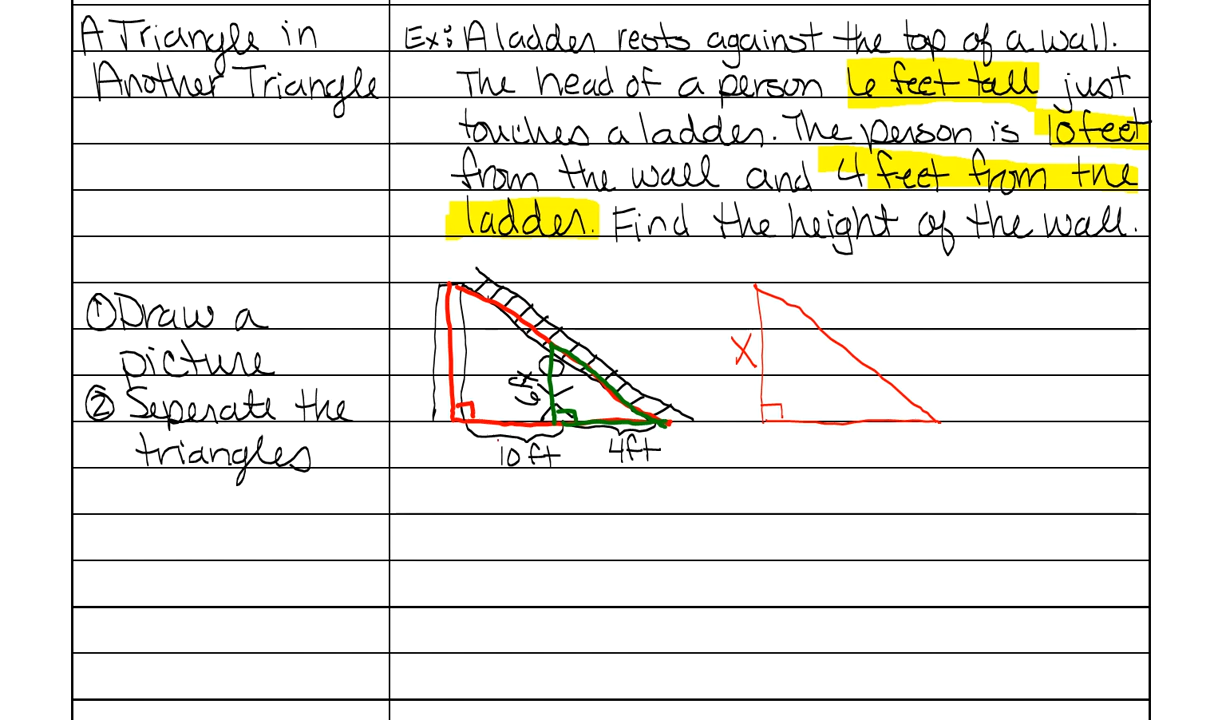 A Triangle in
Another Triangle
Ex: A ladder rests against the top of a wall.
The head of a person 6 feet tall just
touches a ladder. The person is 10 feet
from the wall and 4 feet from the
ladder. Find the height of the wall.
① Draw a
picture
② Seperate the
triangles
6ft
10ft
4ft
X